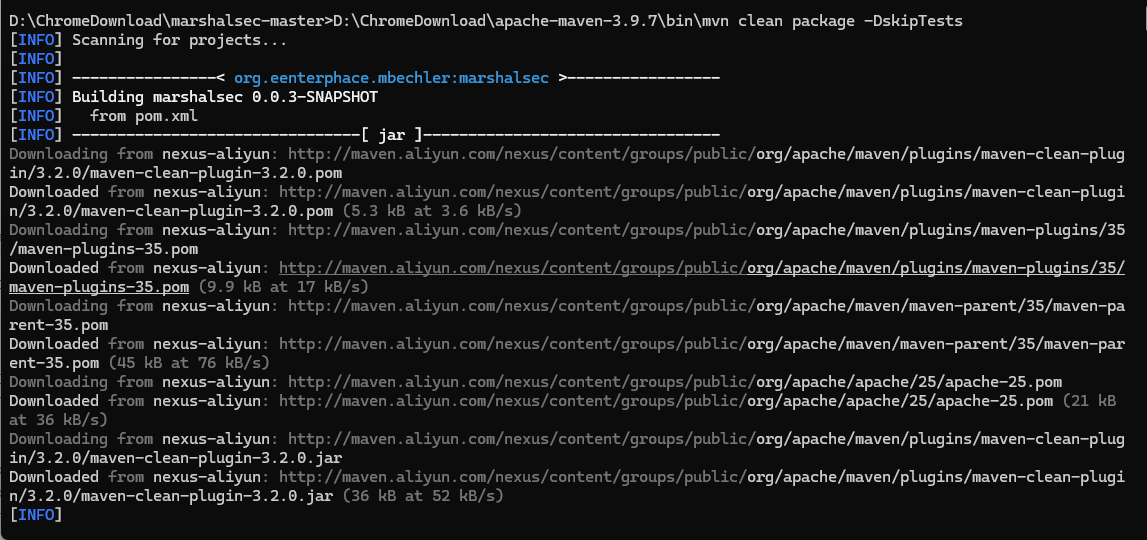 D:\ChromeDownload\marshalsec-master>D:\ChromeDownload\apache-maven-3.9.7\bin\mvn clean package -DskipTests
[INFO] Scanning for projects...
[INFO]
[INFO] ----------------< org.eenterphace.mbechler:marshalsec >-----------------
[INFO] Building marshalsec 0.0.3-SNAPSHOT
[INFO]   from pom.xml
[INFO] --------------------------------[ jar ]---------------------------------
Downloading from nexus-aliyun: http://maven.aliyun.com/nexus/content/groups/public/org/apache/maven/plugins/maven-clean-plug
in/3.2.0/maven-clean-plugin-3.2.0.pom
Downloaded from nexus-aliyun: http://maven.aliyun.com/nexus/content/groups/public/org/apache/maven/plugins/maven-clean-plugi
n/3.2.0/maven-clean-plugin-3.2.0.pom (5.3 kB at 3.6 kB/s)
Downloading from nexus-aliyun: http://maven.aliyun.com/nexus/content/groups/public/org/apache/maven/plugins/maven-plugins/35
/maven-plugins-35.pom
Downloaded from nexus-aliyun: http://maven.aliyun.com/nexus/content/groups/public/org/apache/maven/plugins/maven-plugins/35/
maven-plugins-35.pom (9.9 kB at 17 kB/s)
Downloading from nexus-aliyun: http://maven.aliyun.com/nexus/content/groups/public/org/apache/maven/maven-parent/35/maven-pa
rent-35.pom
Downloaded from nexus-aliyun: http://maven.aliyun.com/nexus/content/groups/public/org/apache/maven/maven-parent/35/maven-par
ent-35.pom (45 kB at 76 kB/s)
Downloading from nexus-aliyun: http://maven.aliyun.com/nexus/content/groups/public/org/apache/apache/25/apache-25.pom
Downloaded from nexus-aliyun: http://maven.aliyun.com/nexus/content/groups/public/org/apache/apache/25/apache-25.pom (21 kB
at 36 kB/s)
Downloading from nexus-aliyun: http://maven.aliyun.com/nexus/content/groups/public/org/apache/maven/plugins/maven-clean-plug
in/3.2.0/maven-clean-plugin-3.2.0.jar
Downloaded from nexus-aliyun: http://maven.aliyun.com/nexus/content/groups/public/org/apache/maven/plugins/maven-clean-plugi
n/3.2.0/maven-clean-plugin-3.2.0.jar (36 kB at 52 kB/s)
[INFO]